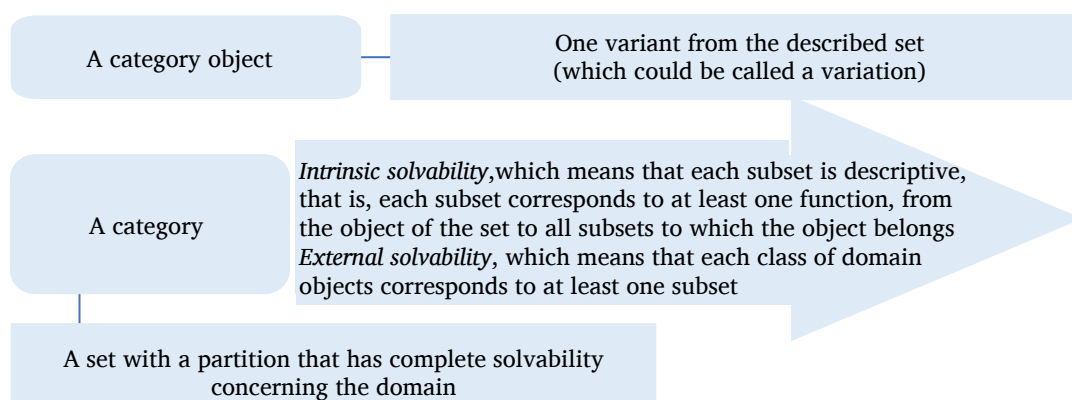 A category object
One variant from the described set
(which could be called a variation)
A category
Intrinsic solvability,which means that each subset is descriptive,
that is, each subset corresponds to at least one function, from
the object of the set to all subsets to which the object belongs
External solvability, which means that each class of domain
objects corresponds to at least one subset
A set with a partition that has complete solvability
concerning the domain